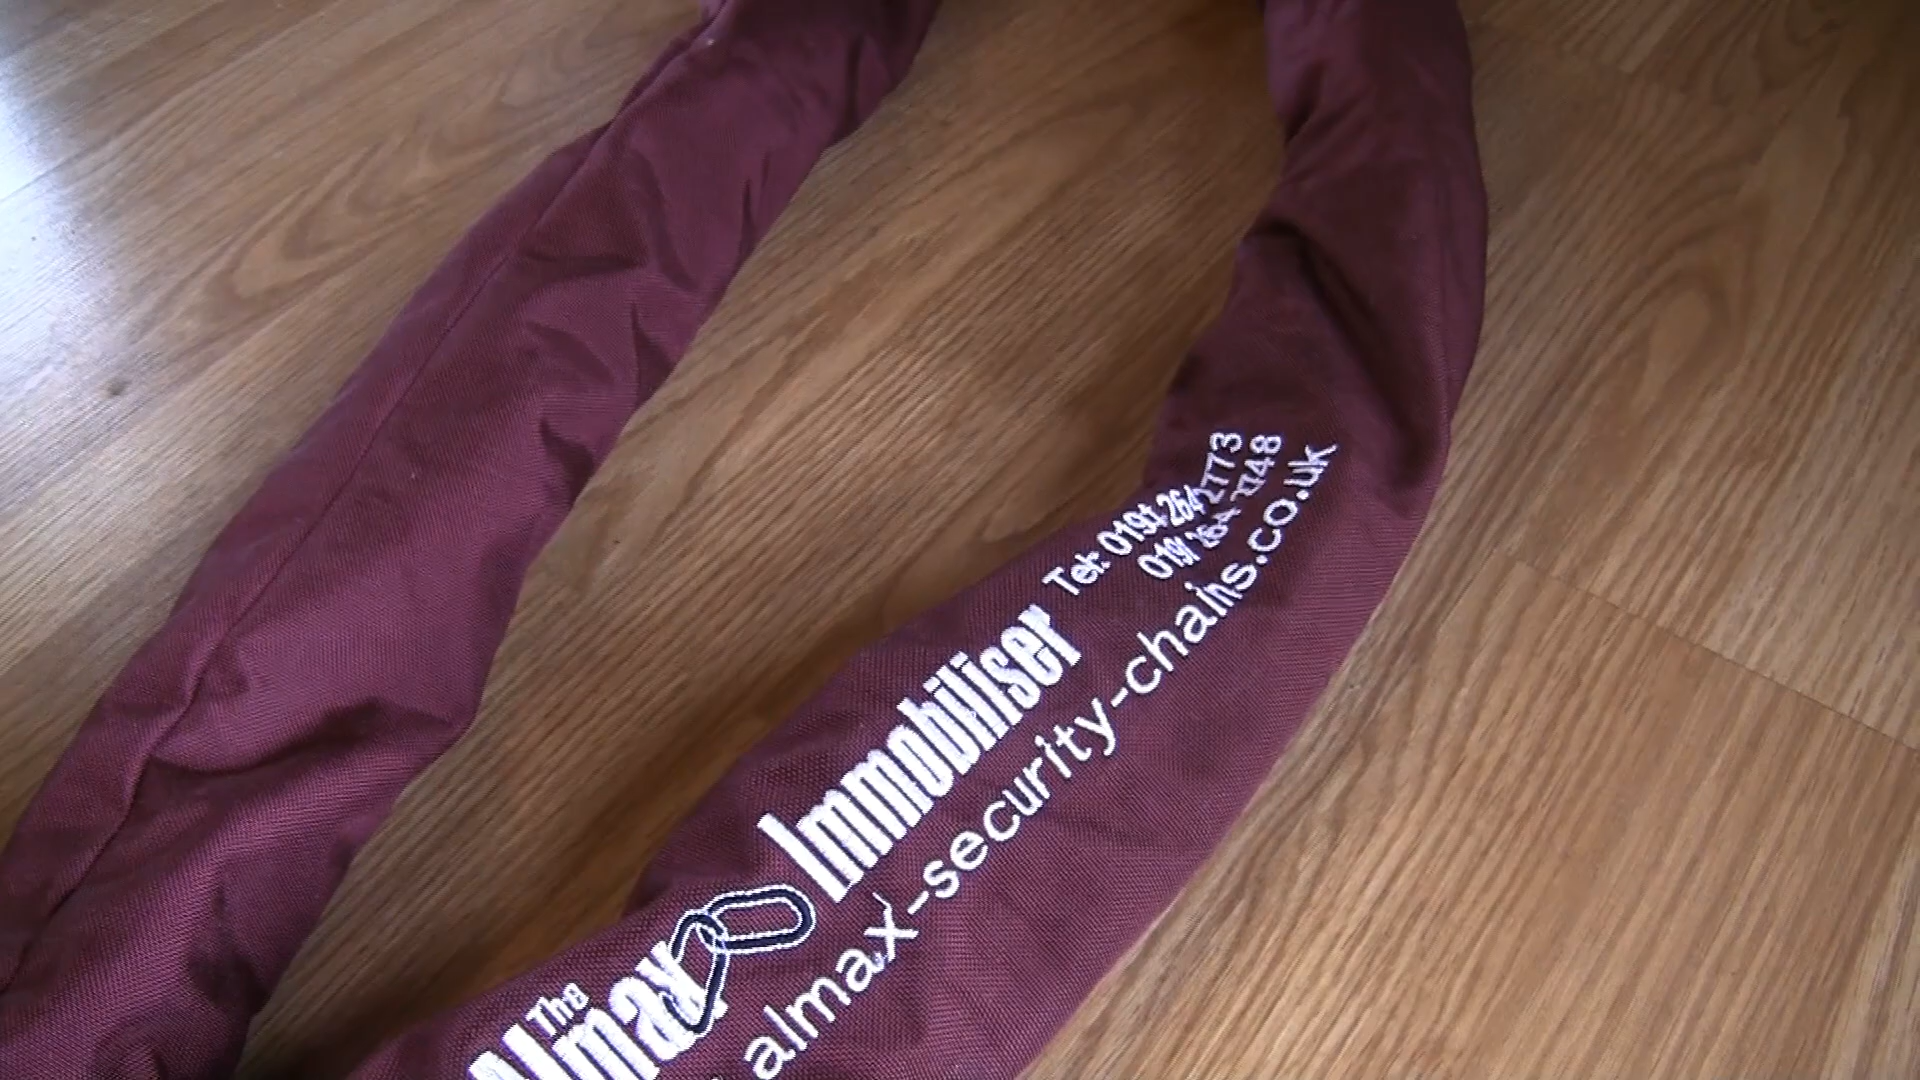 The
Almax Immobiliser
Tel: 0191 264 2773
0191 264 2748
almax-security-chains.co.uk